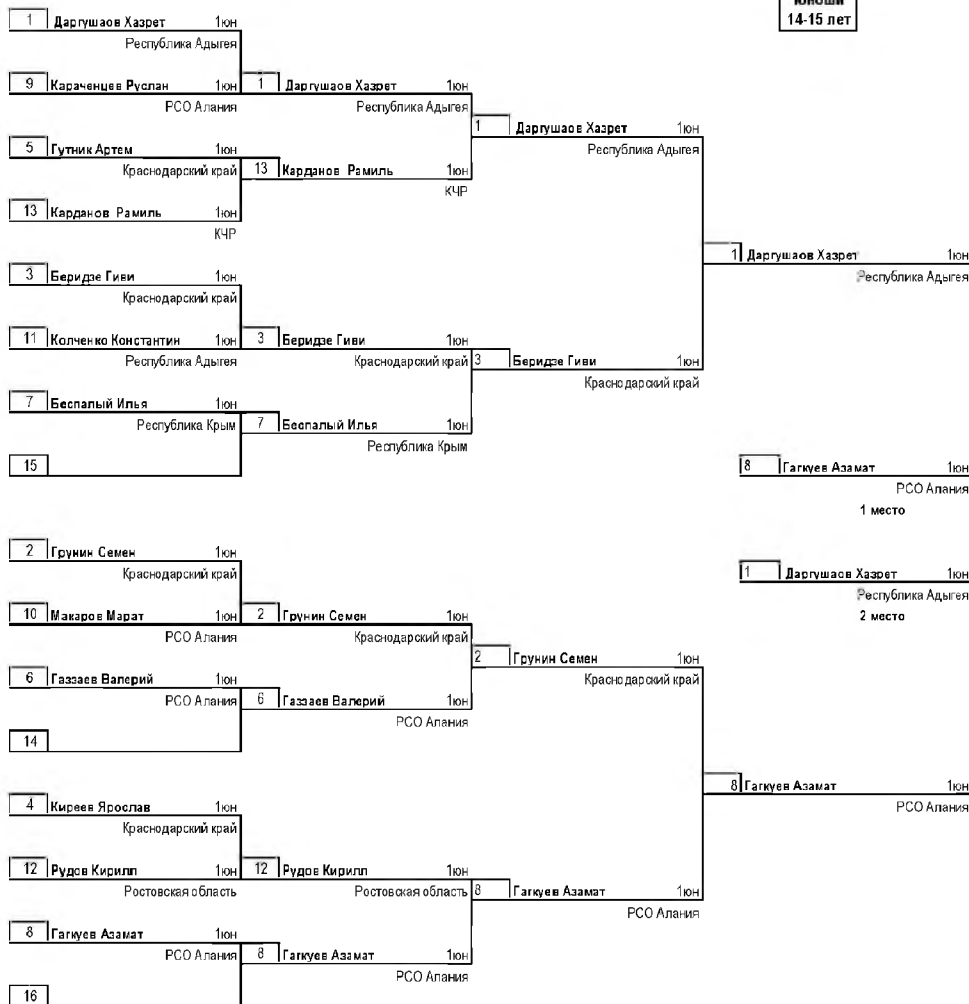 юноши
14-15 лет
1 Даргушаов Хазрет 1юн
Республика Адыгея
9 Караченцев Руслан 1юн 1 Даргушаов Хазрет 1юн
РСО Алания Республика Адыгея
1 Даргушаов Хазрет 1юн
5 Гутник Артем 1юн Республика Адыгея
Краснодарский край 13 Карданов Рамиль 1юн
КЧР
13 Карданов Рамиль 1юн
КЧР
1 Даргушаов Хазрет 1юн
3 Беридзе Гиви 1юн Республика Адыгея
Краснодарский край
11 Колченко Константин 1юн 3 Беридзе Гиви 1юн
Республика Адыгея Краснодарский край 3 Беридзе Гиви 1юн
Краснодарский край
7 Беспалый Илья 1юн
Республика Крым 7 Беспалый Илья 1юн
Республика Крым
15 8 Гагкуев Азамат 1юн
РСО Алания
1 место
2 Грунин Семен 1юн
Краснодарский край 1 Даргушаов Хазрет 1юн
Республика Адыгея
10 Макаров Марат 1юн 2 Грунин Семен 1юн 2 место
РСО Алания Краснодарский край
2 Грунин Семен 1юн
6 Газзаев Валерий 1юн Краснодарский край
РСО Алания 6 Газзаев Валерий 1юн
РСО Алания
14
8 Гагкуев Азамат 1юн
4 Киреев Ярослав 1юн РСО Алания
Краснодарский край
12 Рудов Кирилл 1юн 12 Рудов Кирилл 1юн
Ростовская область Ростовская область 8 Гагкуев Азамат 1юн
РСО Алания
8 Гагкуев Азамат 1юн
РСО Алания 8 Гагкуев Азамат 1юн
РСО Алания
16